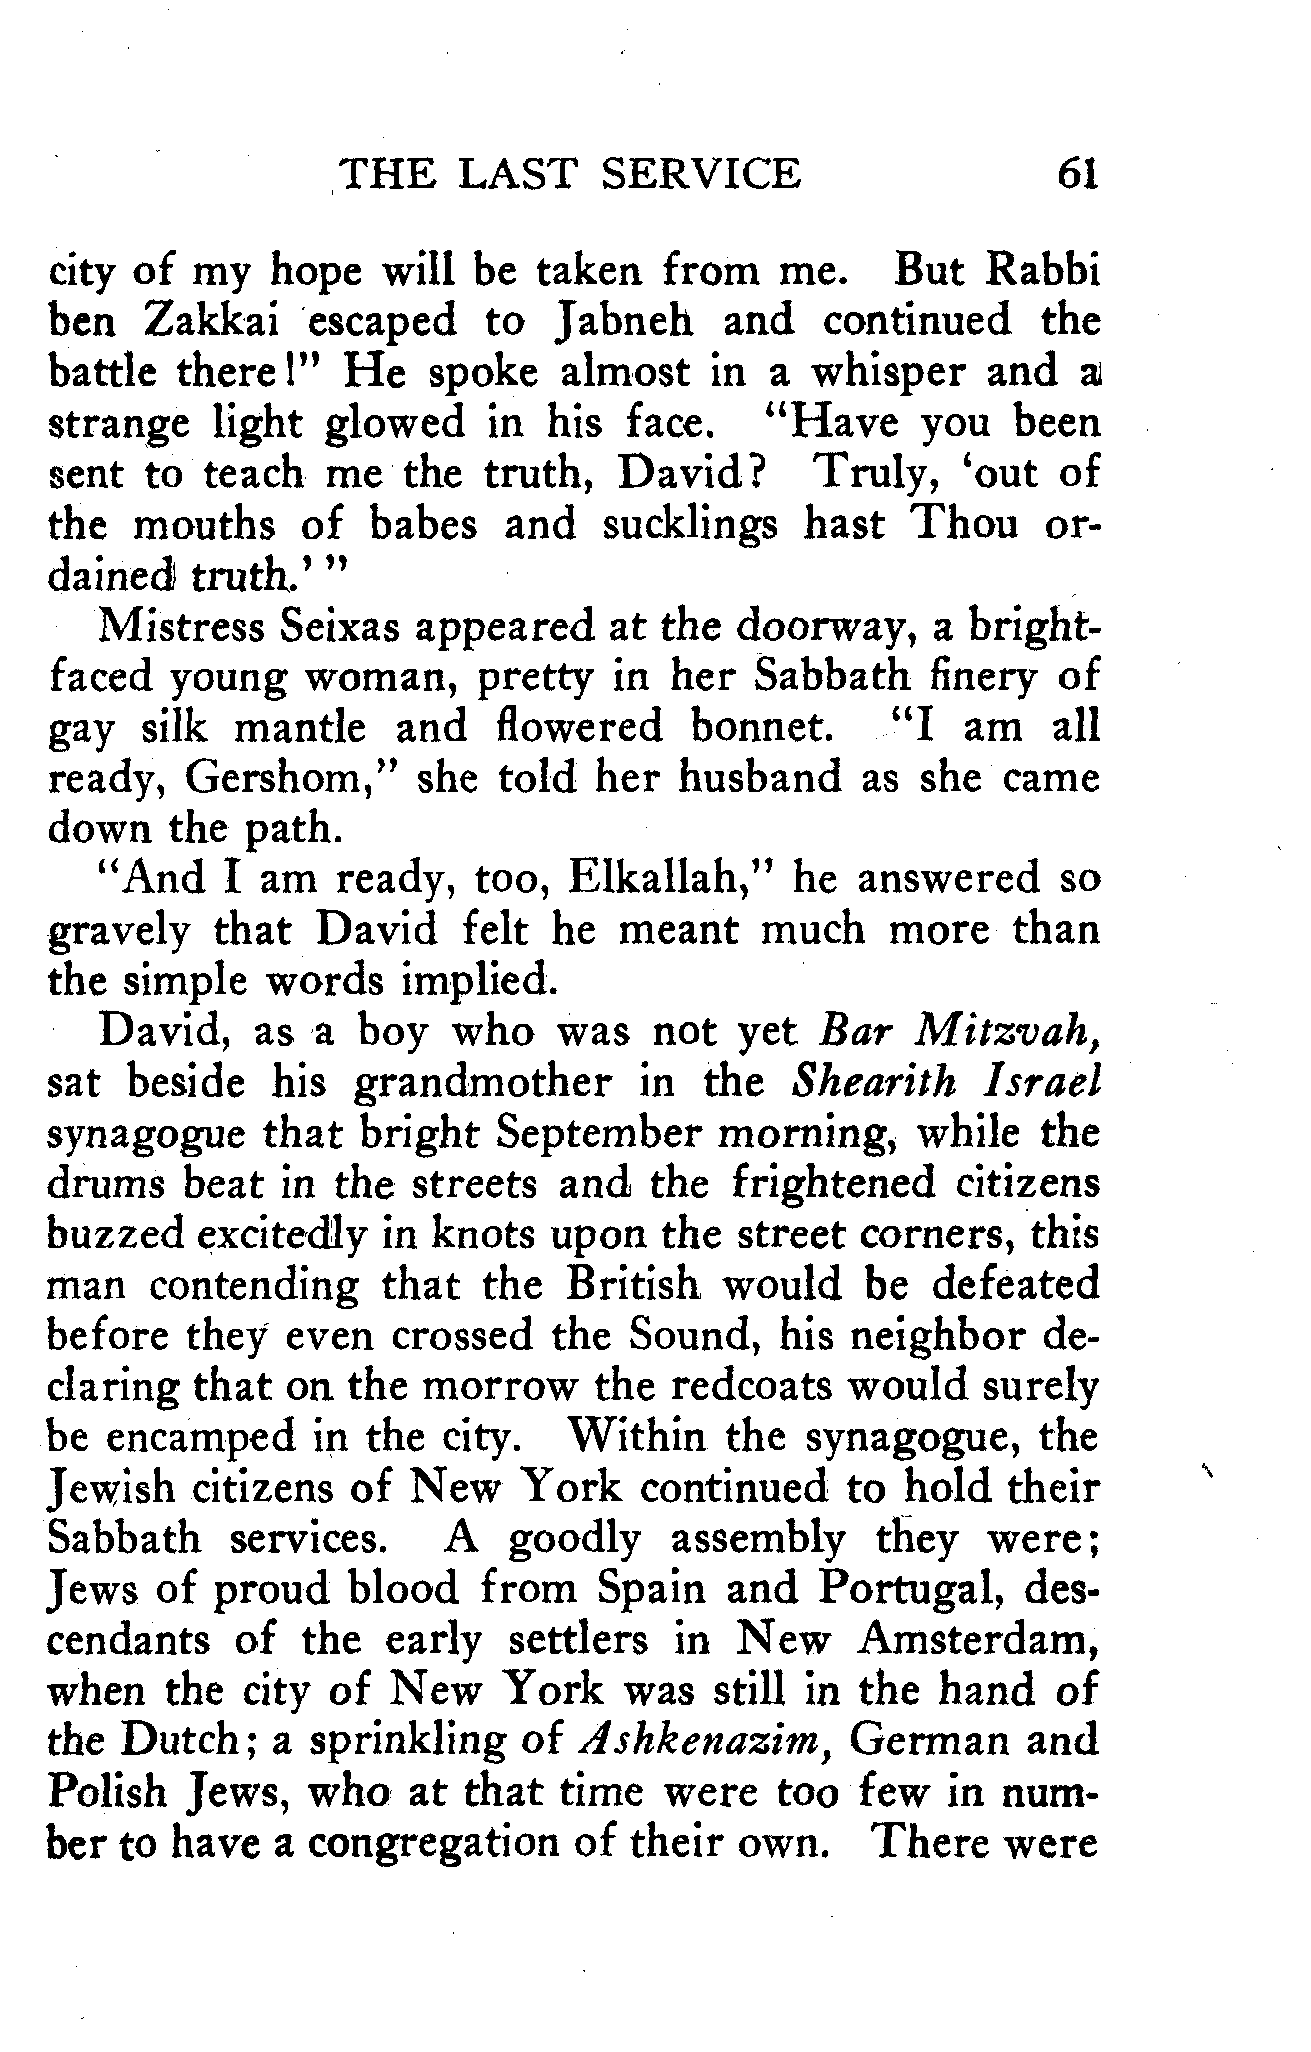 THE LAST SERVICE 61
city of my hope will be taken from me. But Rabbi
ben Zakkai escaped to Jabneh and continued the
battle there!" He spoke almost in a whisper and a
strange light glowed in his face. "Have you been
sent to teach me the truth, David? Truly, 'out of
the mouths of babes and sucklings hast Thou or-
dained truth.' "
Mistress Seixas appeared at the doorway, a bright-
faced young woman, pretty in her Sabbath finery of
gay silk mantle and flowered bonnet. "I am all
ready, Gershom," she told her husband as she came
down the path.
"And I am ready, too, Elkallah," he answered so
gravely that David felt he meant much more than
the simple words implied.
David, as a boy who was not yet Bar Mitzvah,
sat beside his grandmother in the Shearith Israel
synagogue that bright September morning, while the
drums beat in the streets and the frightened citizens
buzzed excitedly in knots upon the street corners, this
man contending that the British would be defeated
before they even crossed the Sound, his neighbor de-
claring that on the morrow the redcoats would surely
be encamped in the city. Within the synagogue, the
Jewish citizens of New York continued to hold their
Sabbath services. A goodly assembly they were;
Jews of proud blood from Spain and Portugal, des-
cendants of the early settlers in New Amsterdam,
when the city of New York was still in the hand of
the Dutch; a sprinkling of Ashkenazim, German and
Polish Jews, who at that time were too few in num-
ber to have a congregation of their own. There were